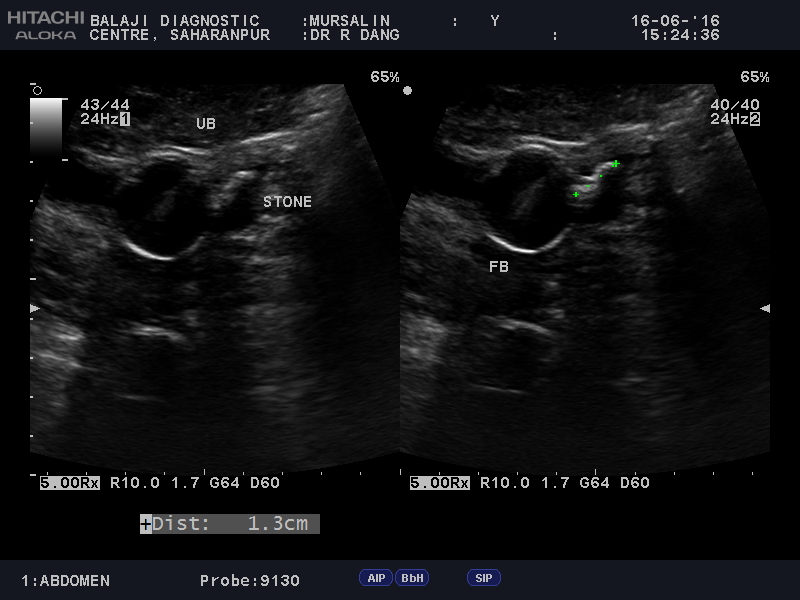 HITACHI ALOKA
BALAJI DIAGNOSTIC :MURSALIN : Y 16-06-'16
CENTRE, SAHARANPUR :DR R DANG : 15:24:36
65% 65%
43/44 40/40
24Hz1 24Hz2
UB
STONE
FB
5.00Rx R10.0 1.7 G64 D60 5.00Rx R10.0 1.7 G64 D60
+Dist: 1.3cm
1:ABDOMEN Probe:9130 AIP BbH SIP